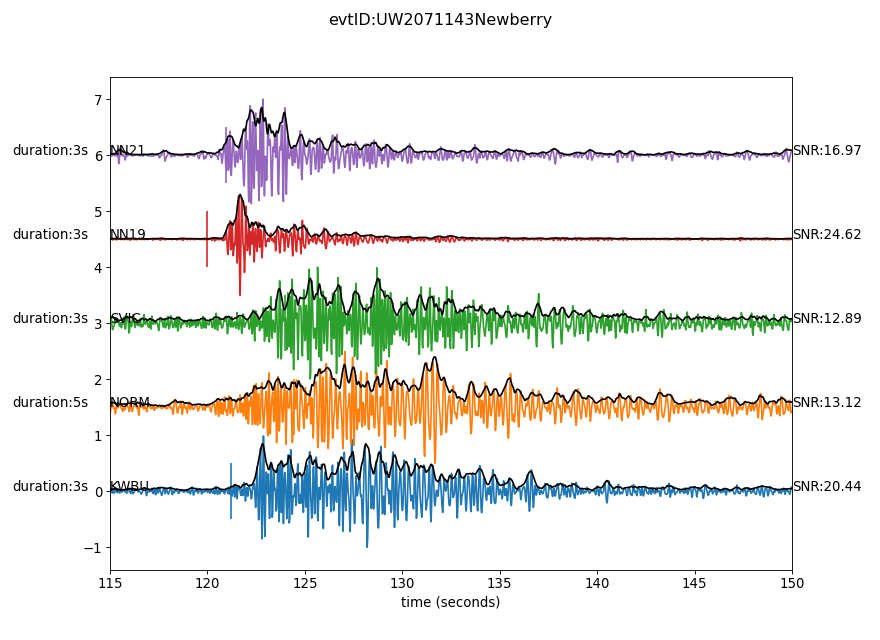 evtID:UW2071143Newberry
7
duration:3s NN21 SNR:16.97
6
5
duration:3s NN19 SNR:24.62
4
duration:3s SVIC SNR:12.89
3
2
duration:5s NORM SNR:13.12
1
duration:3s KWBU SNR:20.44
0
−1
115 120 125 130 135 140 145 150
time (seconds)